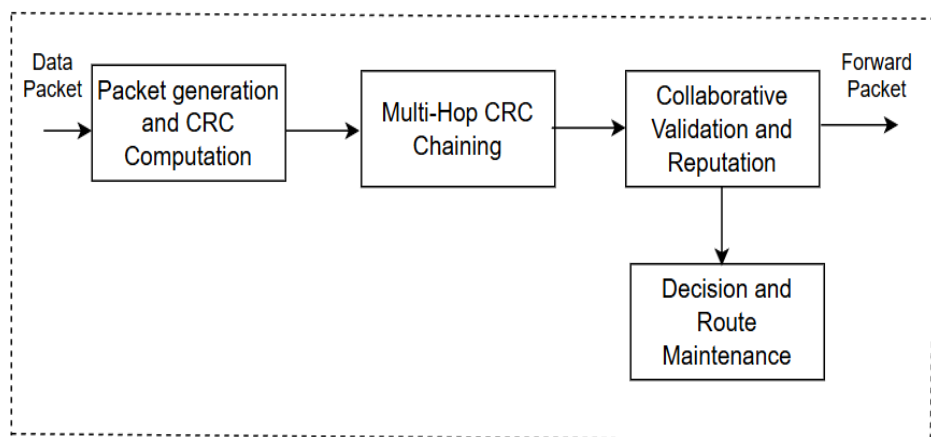 Data
Packet
Packet generation
and CRC
Computation
Multi-Hop CRC
Chaining
Collaborative
Validation and
Reputation
Forward
Packet
Decision and
Route
Maintenance